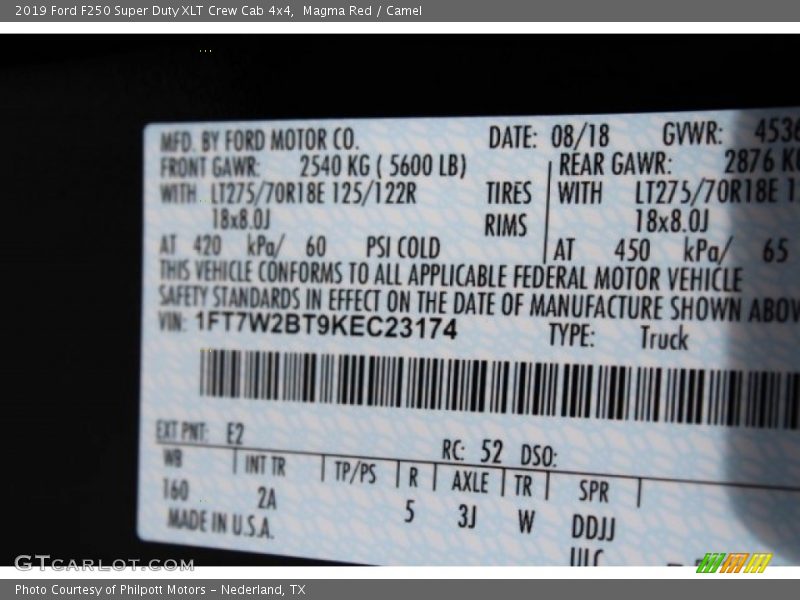 2019 Ford F250 Super Duty XLT Crew Cab 4x4, Magma Red / Camel
MFD. BY FORD MOTOR CO. DATE: 08/18 GVWR: 4536
FRONT GAWR: 2540 KG ( 5600 LB) REAR GAWR: 2876 KG
WITH LT275/70R18E 125/122R TIRES WITH LT275/70R18E
18x8.0J RIMS 18x8.0J
AT 420 kPa/ 60 PSI COLD AT 450 kPa/ 65
THIS VEHICLE CONFORMS TO ALL APPLICABLE FEDERAL MOTOR VEHICLE
SAFETY STANDARDS IN EFFECT ON THE DATE OF MANUFACTURE SHOWN ABOV
VIN: 1FT7W2BT9KEC23174 TYPE: Truck
EXT PNT: E2 RC: 52 DSO:
WB INT TR TP/PS R AXLE TR SPR
160 2A 5 3J W DDJJ
MADE IN U.S.A.
GTCARLOT.COM
Photo Courtesy of Philpott Motors - Nederland, TX